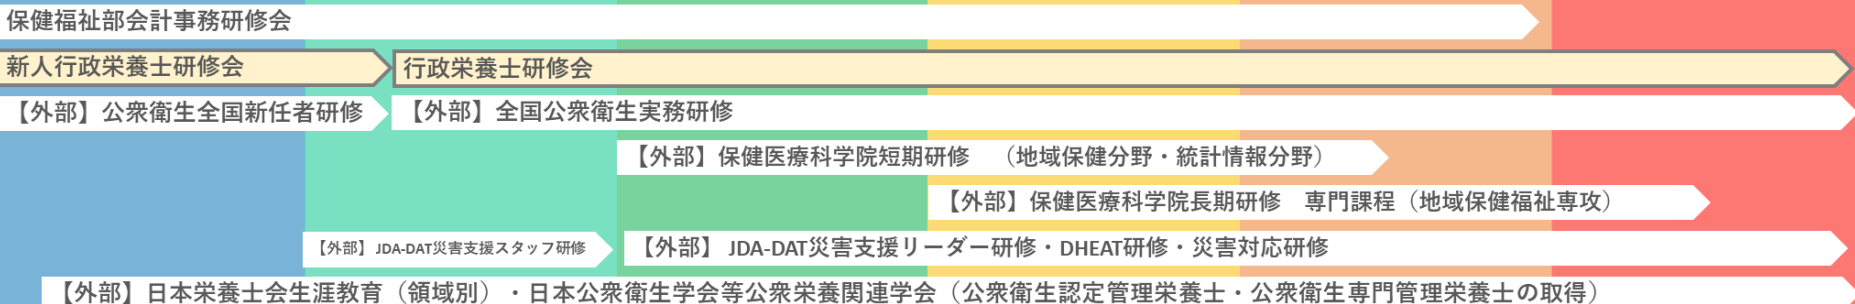 保健福祉部会計事務研修会
新人行政栄養士研修会
行政栄養士研修会
【外部】公衆衛生全国新任者研修
【外部】全国公衆衛生実務研修
【外部】保健医療科学院短期研修　（地域保健分野・統計情報分野）
【外部】保健医療科学院長期研修　専門課程（地域保健福祉専攻）
【外部】JDA-DAT災害支援スタッフ研修
【外部】 JDA-DAT災害支援リーダー研修・DHEAT研修・災害対応研修
【外部】日本栄養士会生涯教育（領域別）・日本公衆衛生学会等公衆栄養関連学会（公衆衛生認定管理栄養士・公衆衛生専門管理栄養士の取得）